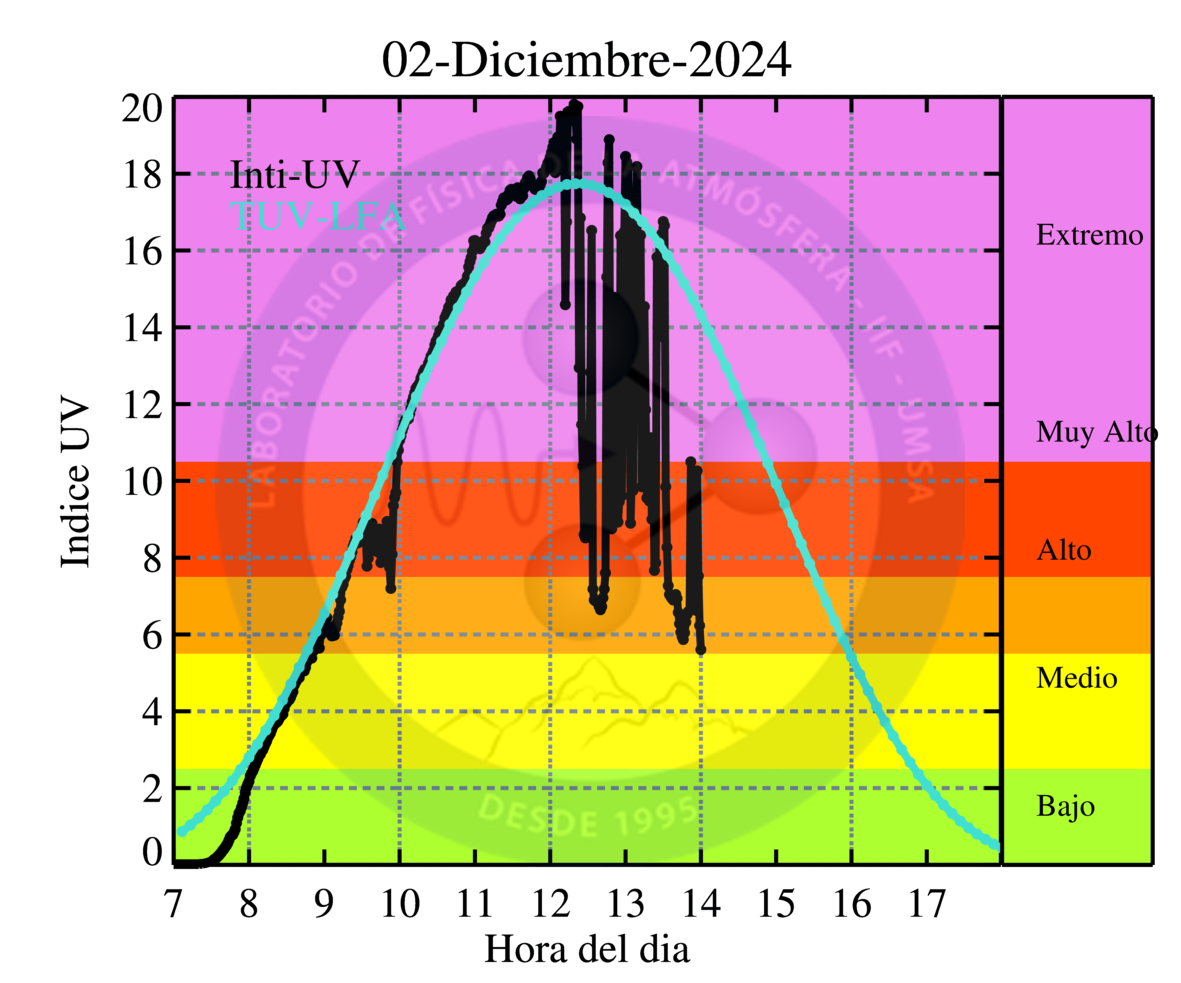 02-Diciembre-2024
20
18
16
14
12
10
8
6
4
2
0
Indice UV
Inti-UV
TUV-LFA
LABORATORIO DE FÍSICA DE LA ATMÓSFERA - IIF - UMSA
DESDE 1995
Extremo
Muy Alto
Alto
Medio
Bajo
7 8 9 10 11 12 13 14 15 16 17
Hora del dia